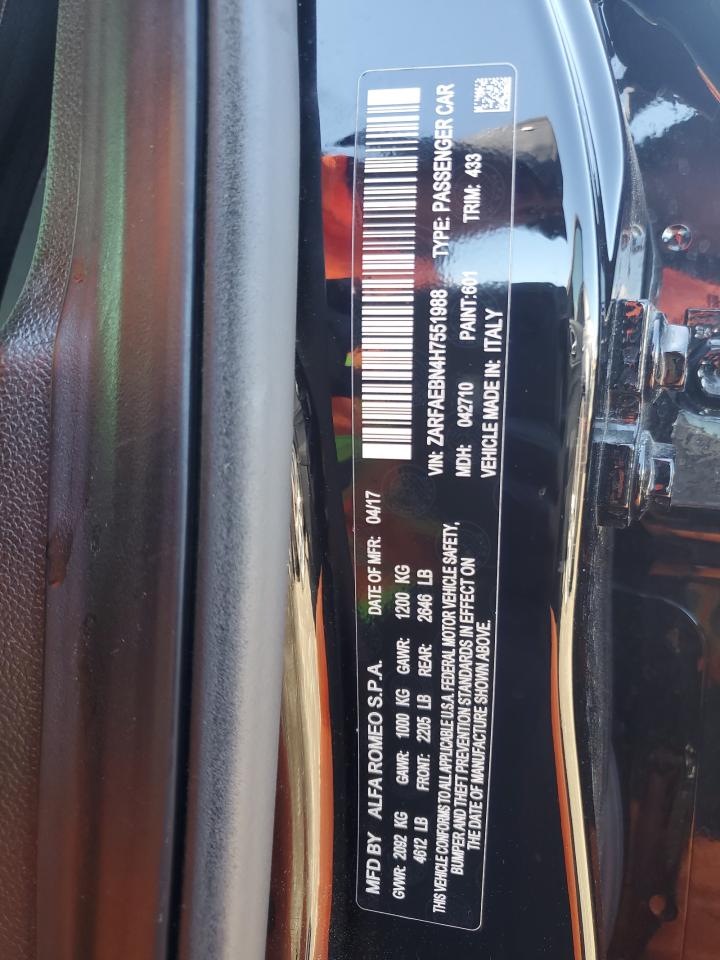 MFD BY ALFA ROMEO S.P.A. DATE OF MFR: 04/17
GVWR: 2092 KG GAWR: 1000 KG GAWR: 1200 KG
4612 LB FRONT: 2205 LB REAR: 2646 LB
THIS VEHICLE CONFORMS TO ALL APPLICABLE U.S.A. FEDERAL MOTOR VEHICLE SAFETY,
BUMPER AND THEFT PREVENTION STANDARDS IN EFFECT ON
THE DATE OF MANUFACTURE SHOWN ABOVE.
VIN: ZARFAEBN4H7551988 TYPE: PASSENGER CAR
MDH: 042710 PAINT:601 TRIM: 433
VEHICLE MADE IN: ITALY